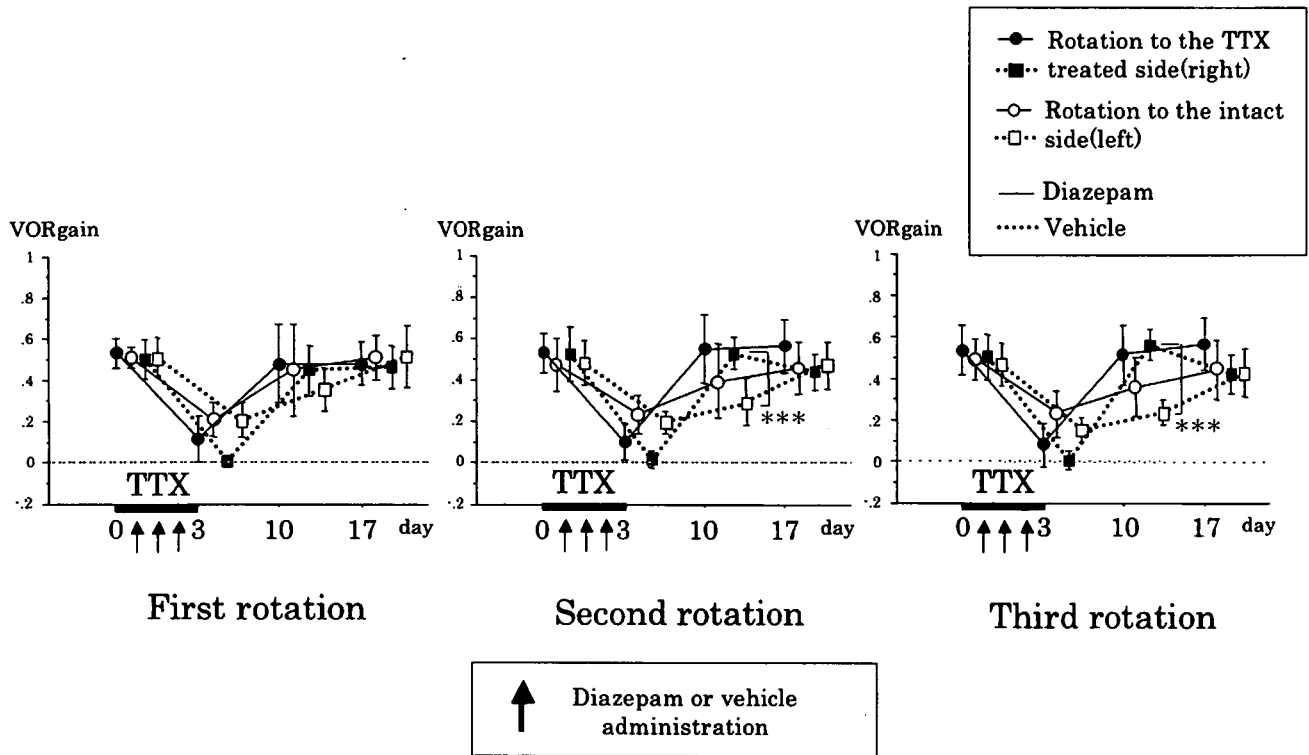 Rotation to the TTX
treated side(right)
Rotation to the intact
side(left)
Diazepam
Vehicle
VORgain
1
.8
.6
.4
.2
0
-.2
TTX
0 3 10 17 day
First rotation
VORgain
1
.8
.6
.4
.2
0
-.2
***
TTX
0 3 10 17 day
Second rotation
VORgain
1
.8
.6
.4
.2
0
-.2
***
TTX
0 3 10 17 day
Third rotation
Diazepam or vehicle
administration